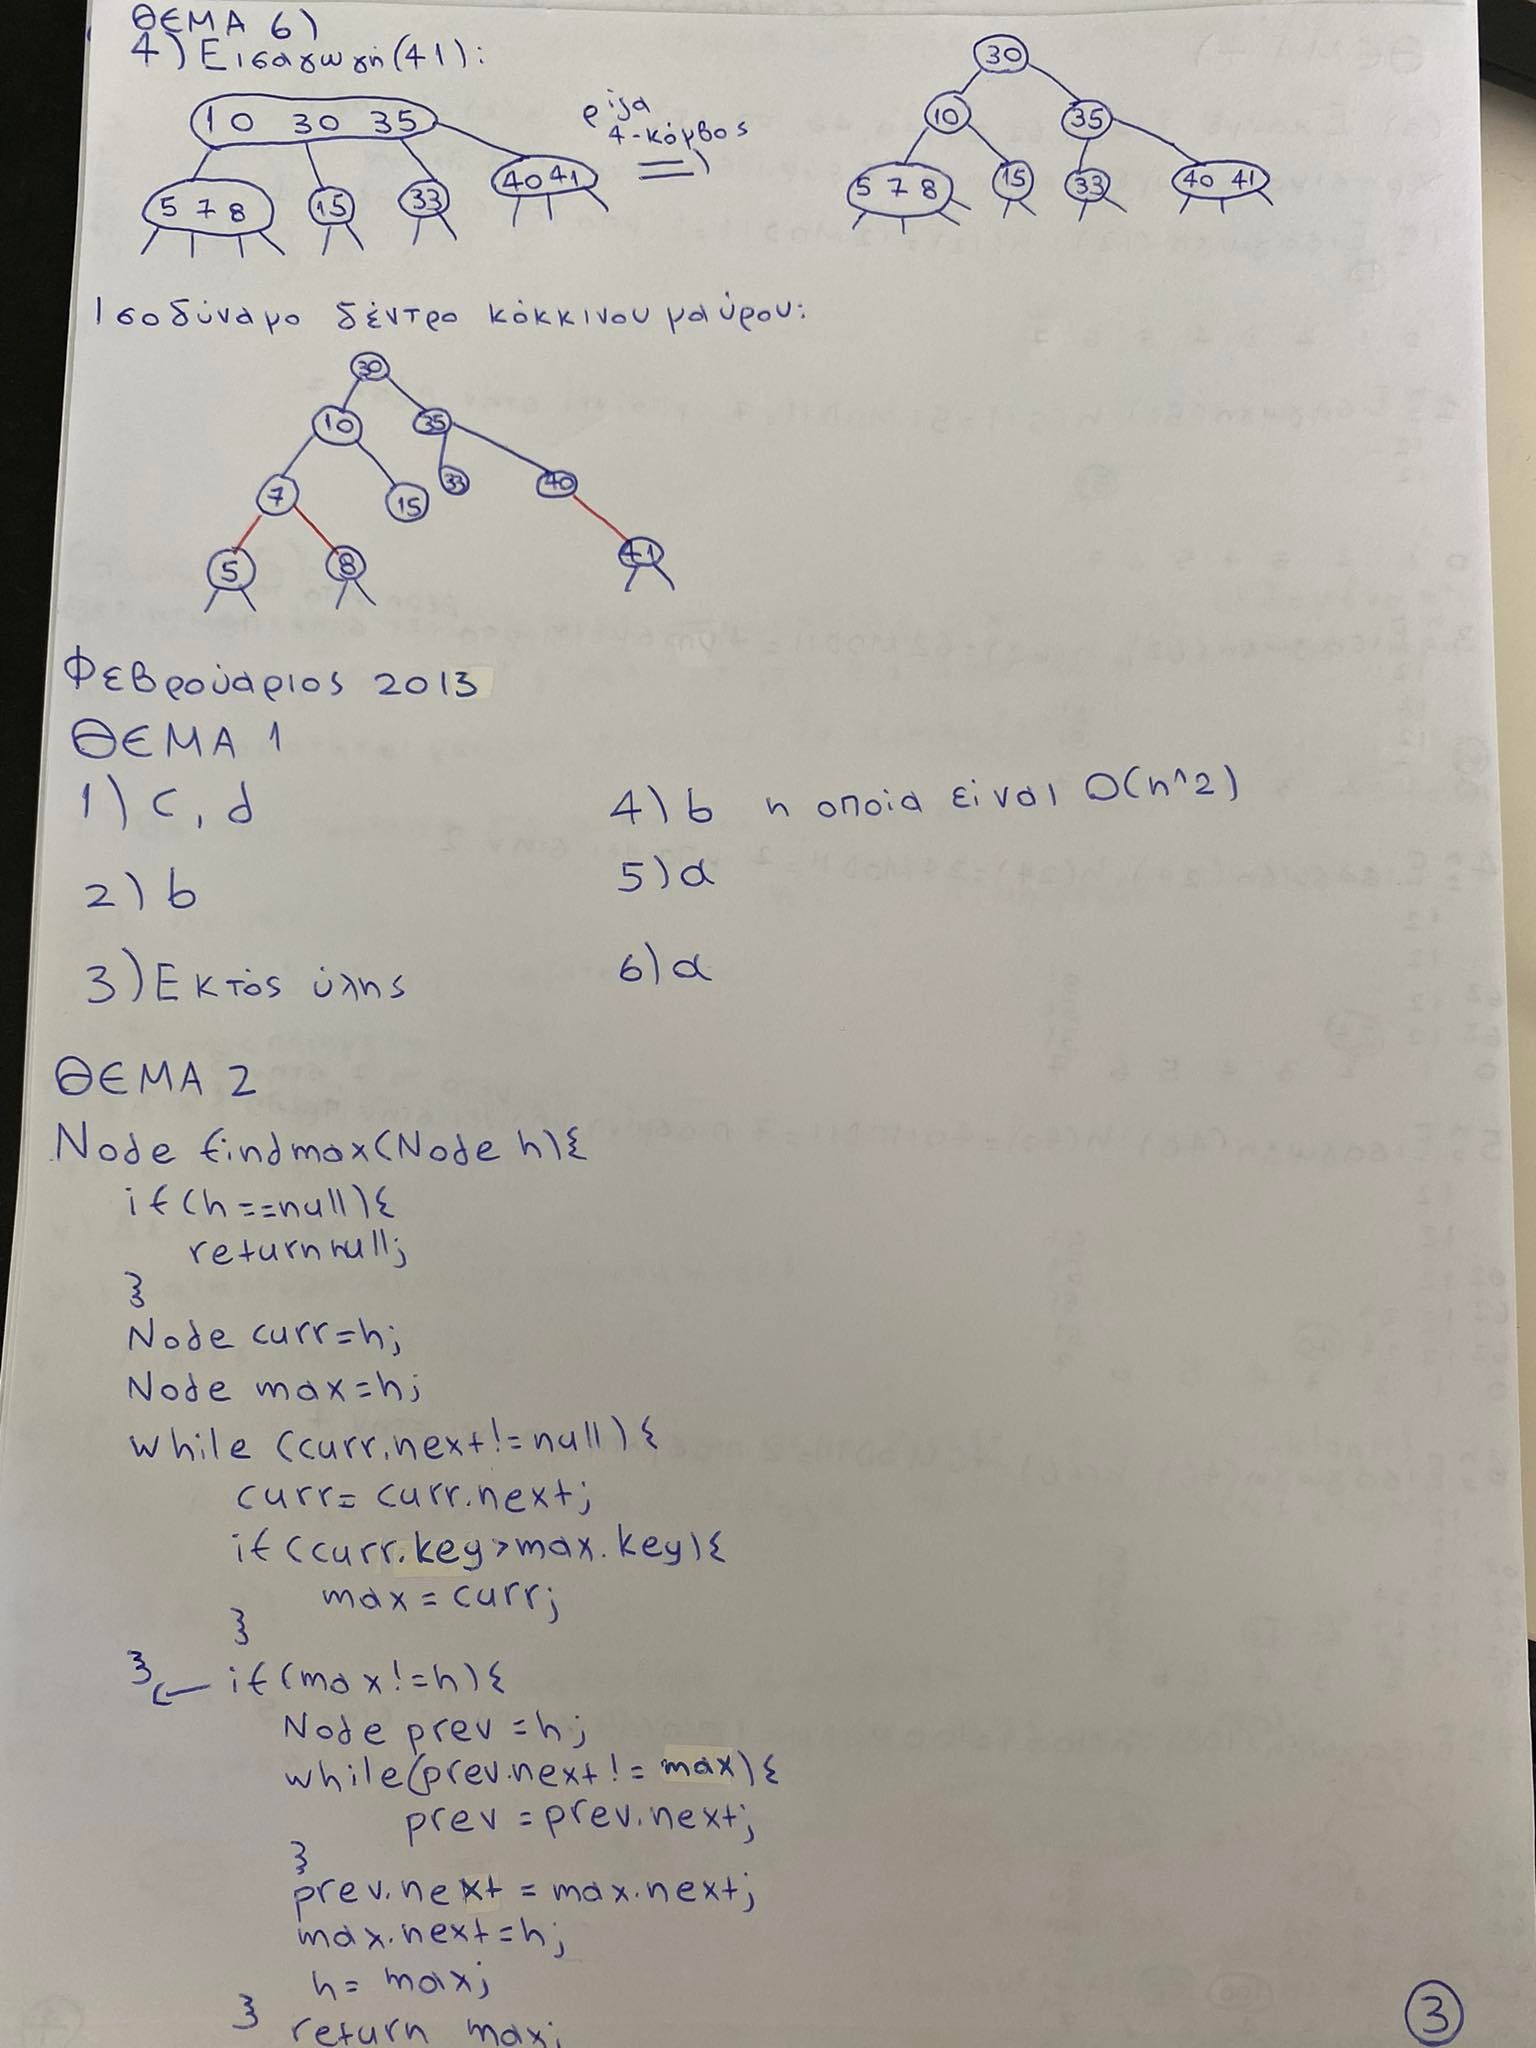 ΘΕΜΑ 6)
4) Εισαγωγή(41):
10 30 35
5 7 8
15
33
40 41
ρίζα
4-κόμβος
=)
30
10
35
5 7 8
15
33
40 41
Ισοδύναμο δέντρο κόκκινου μαύρου:
30
10
35
7
15
33
40
5
8
41
Φεβρουάριος 2013
ΘΕΜΑ 1
1) c, d
2) b
3) Εκτός ύλης
4) b η οποία είναι O(n^2)
5) a
6) a
ΘΕΜΑ 2
Node findmax(Node h){
if(h==null){
return null;
}
Node curr=h;
Node max=h;
while (curr.next!=null){
curr= curr.next;
if(curr.key>max.key){
max = curr;
}
} ← if(max!=h){
Node prev =h;
while(prev.next != max){
prev = prev.next;
}
prev.next = max.next;
max.next=h;
h= max;
} return max;
3